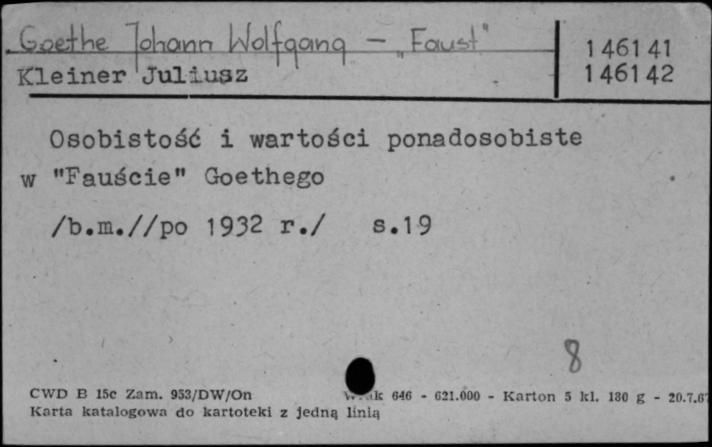 Goethe Johann Wolfgang - „Faust"
146141
Kleiner Juliusz
146142
Osobistość i wartości ponadosobiste
w "Fauście" Goethego
/b.m.//po 1932 r./ s.19
8
CWD B 15c Zam. 953/DW/On 646 - 621.000 - Karton 5 kl. 180 g - 20.7.6
Karta katalogowa do kartoteki z jedną linią